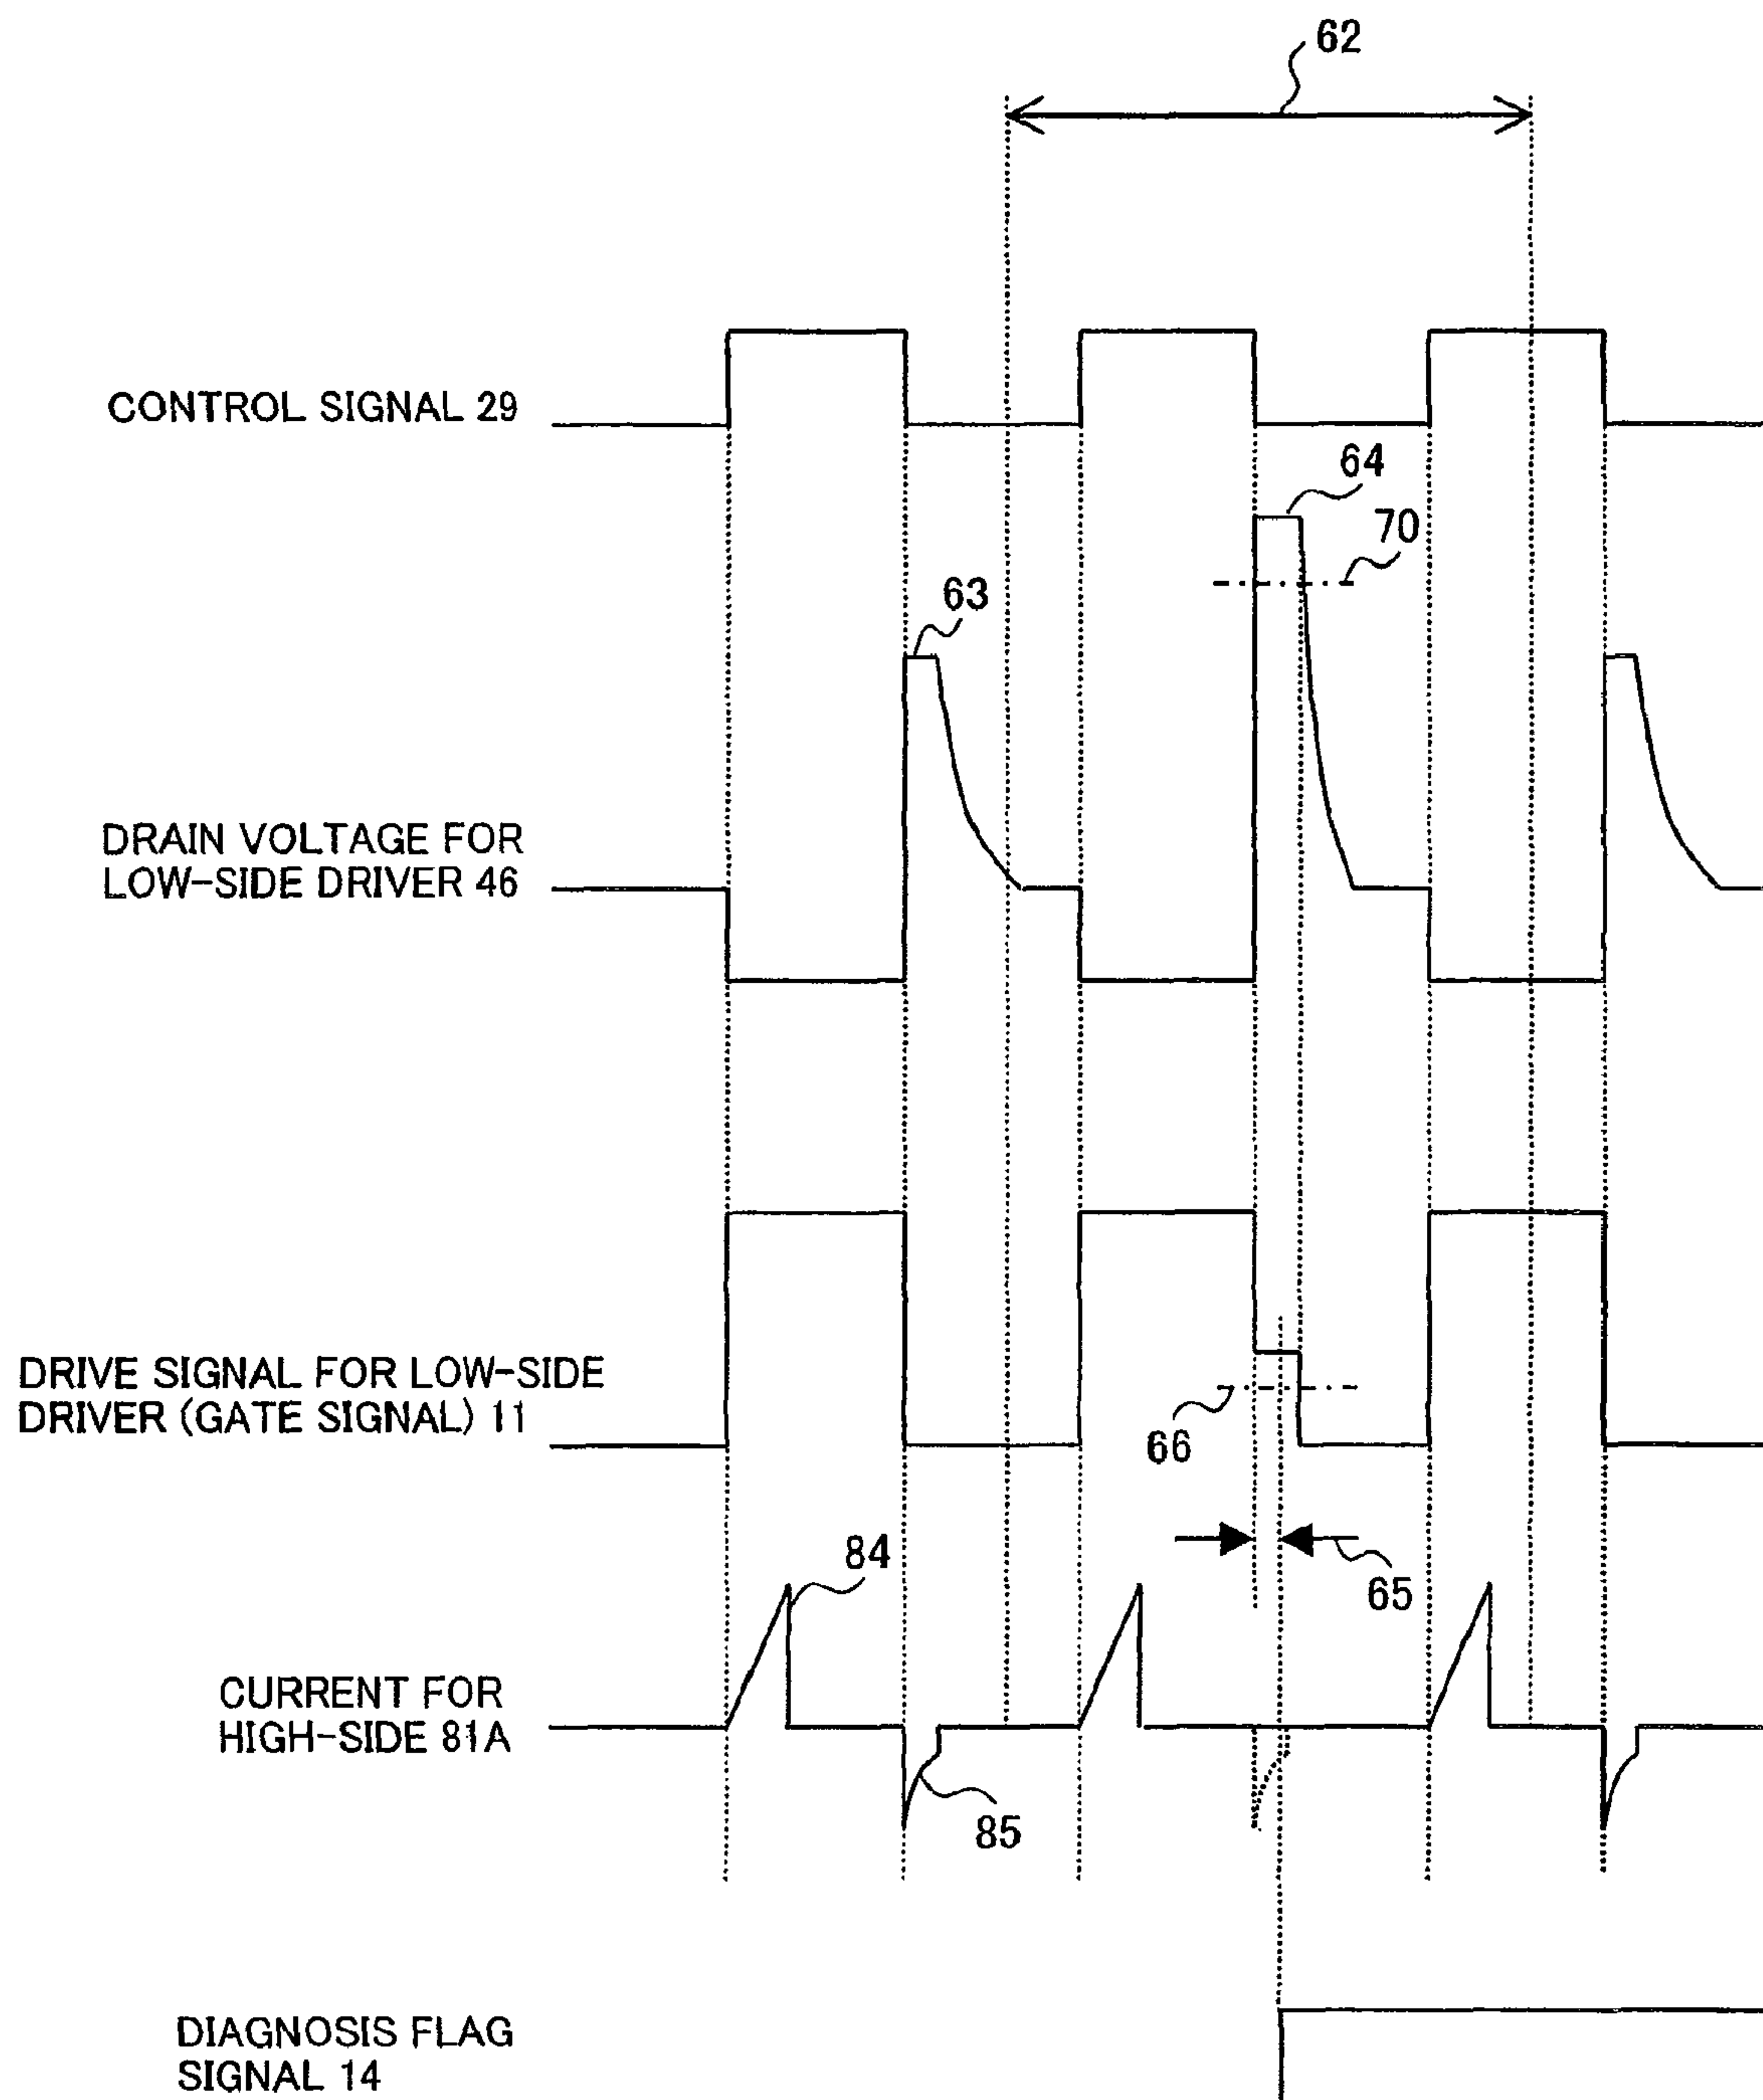 62
CONTROL SIGNAL 29
64
70
63
DRAIN VOLTAGE FOR
LOW-SIDE DRIVER 46
DRIVE SIGNAL FOR LOW-SIDE
DRIVER (GATE SIGNAL) 11
66
84
65
CURRENT FOR
HIGH-SIDE 81A
85
DIAGNOSIS FLAG
SIGNAL 14